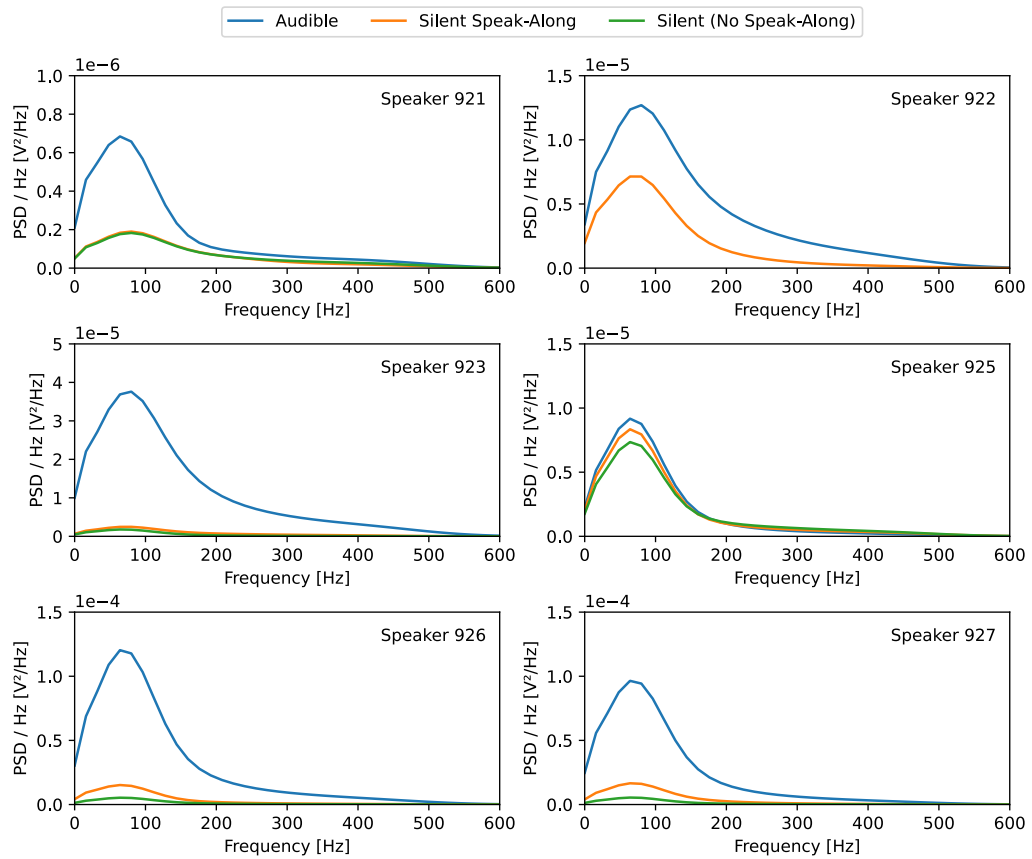 Audible Silent Speak-Along Silent (No Speak-Along)
1e−6
1.0
0.8
0.6
0.4
0.2
0.0
PSD / Hz [V²/Hz]
Speaker 921
0 100 200 300 400 500 600
Frequency [Hz]
1e−5
1.5
1.0
0.5
0.0
PSD / Hz [V²/Hz]
Speaker 922
0 100 200 300 400 500 600
Frequency [Hz]
1e−5
5
4
3
2
1
0
PSD / Hz [V²/Hz]
Speaker 923
0 100 200 300 400 500 600
Frequency [Hz]
1e−5
1.5
1.0
0.5
0.0
PSD / Hz [V²/Hz]
Speaker 925
0 100 200 300 400 500 600
Frequency [Hz]
1e−4
1.5
1.0
0.5
0.0
PSD / Hz [V²/Hz]
Speaker 926
0 100 200 300 400 500 600
Frequency [Hz]
1e−4
1.5
1.0
0.5
0.0
PSD / Hz [V²/Hz]
Speaker 927
0 100 200 300 400 500 600
Frequency [Hz]